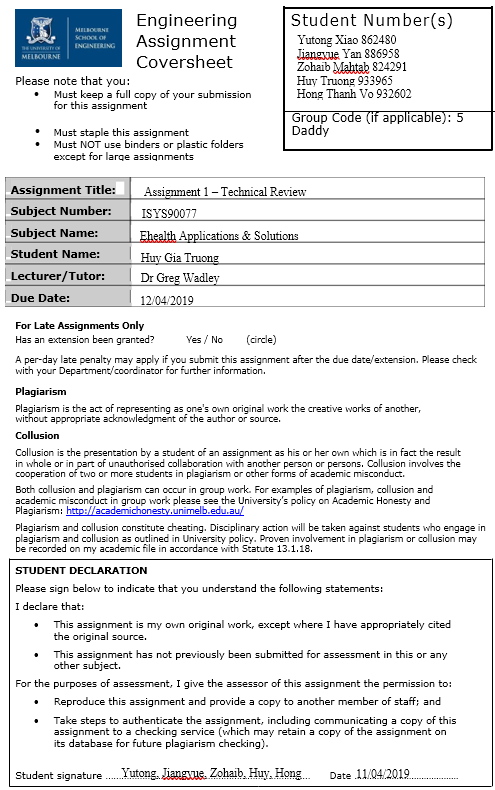 THE UNIVERSITY OF
MELBOURNE
MELBOURNE
SCHOOL OF
ENGINEERING
Engineering
Assignment
Coversheet
Student Number(s)
Yutong Xiao 862480
Jiangyue Yan 886958
Zohaib Mahtab 824291
Huy Truong 933965
Hong Thanh Vo 932602
Group Code (if applicable): 5
Daddy
Please note that you:
• Must keep a full copy of your submission
for this assignment
• Must staple this assignment
• Must NOT use binders or plastic folders
except for large assignments
Assignment Title: Assignment 1 – Technical Review
Subject Number: ISYS90077
Subject Name: Ehealth Applications & Solutions
Student Name: Huy Gia Truong
Lecturer/Tutor: Dr Greg Wadley
Due Date: 12/04/2019
For Late Assignments Only
Has an extension been granted? Yes / No (circle)
A per-day late penalty may apply if you submit this assignment after the due date/extension. Please check
with your Department/coordinator for further information.
Plagiarism
Plagiarism is the act of representing as one's own original work the creative works of another,
without appropriate acknowledgment of the author or source.
Collusion
Collusion is the presentation by a student of an assignment as his or her own which is in fact the result
in whole or in part of unauthorised collaboration with another person or persons. Collusion involves the
cooperation of two or more students in plagiarism or other forms of academic misconduct.
Both collusion and plagiarism can occur in group work. For examples of plagiarism, collusion and
academic misconduct in group work please see the University's policy on Academic Honesty and
Plagiarism: http://academichonesty.unimelb.edu.au/
Plagiarism and collusion constitute cheating. Disciplinary action will be taken against students who engage in
plagiarism and collusion as outlined in University policy. Proven involvement in plagiarism or collusion may
be recorded on my academic file in accordance with Statute 13.1.18.
STUDENT DECLARATION
Please sign below to indicate that you understand the following statements:
I declare that:
• This assignment is my own original work, except where I have appropriately cited
the original source.
• This assignment has not previously been submitted for assessment in this or any
other subject.
For the purposes of assessment, I give the assessor of this assignment the permission to:
• Reproduce this assignment and provide a copy to another member of staff; and
• Take steps to authenticate the assignment, including communicating a copy of this
assignment to a checking service (which may retain a copy of the assignment on
its database for future plagiarism checking).
Student signature ....Yutong, Jiangyue, Zohaib, Huy, Hong.... Date 11/04/2019................